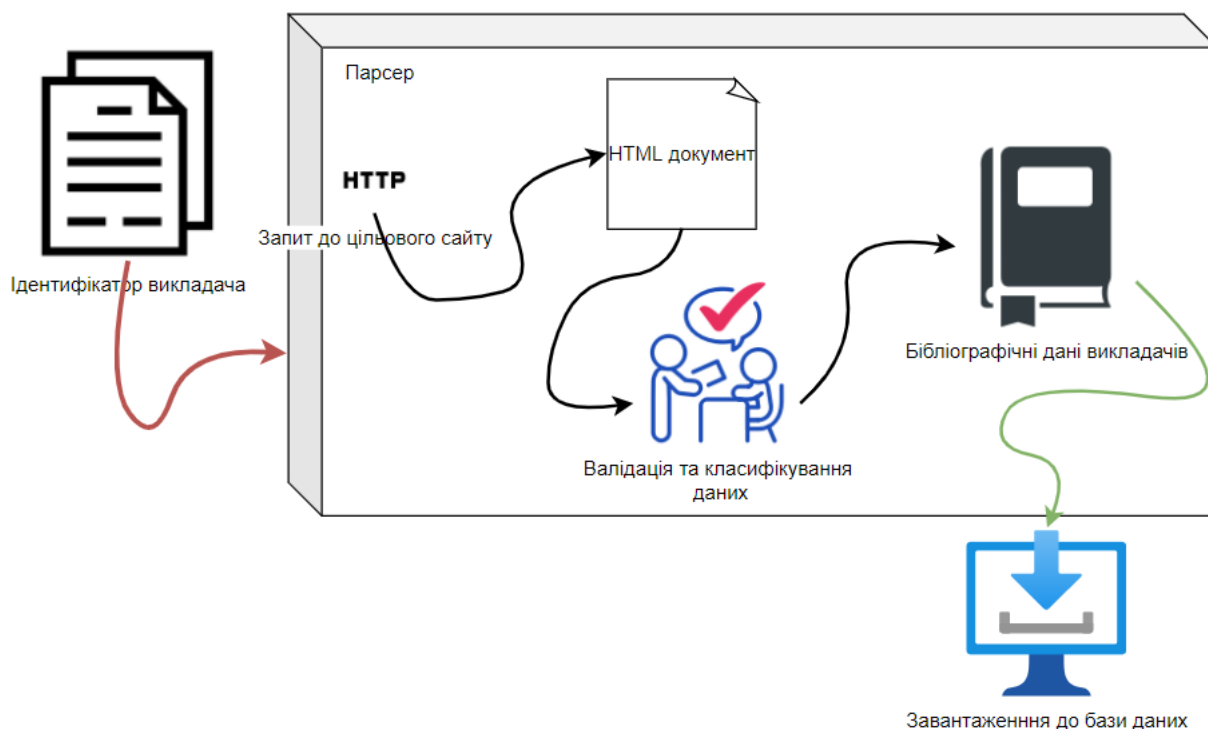 Парсер
HTML документ
HTTP
Запит до цільового сайту
Ідентифікатор викладача
Бібліографічні дані викладачів
Валідація та класифікування
даних
Завантаженння до бази даних